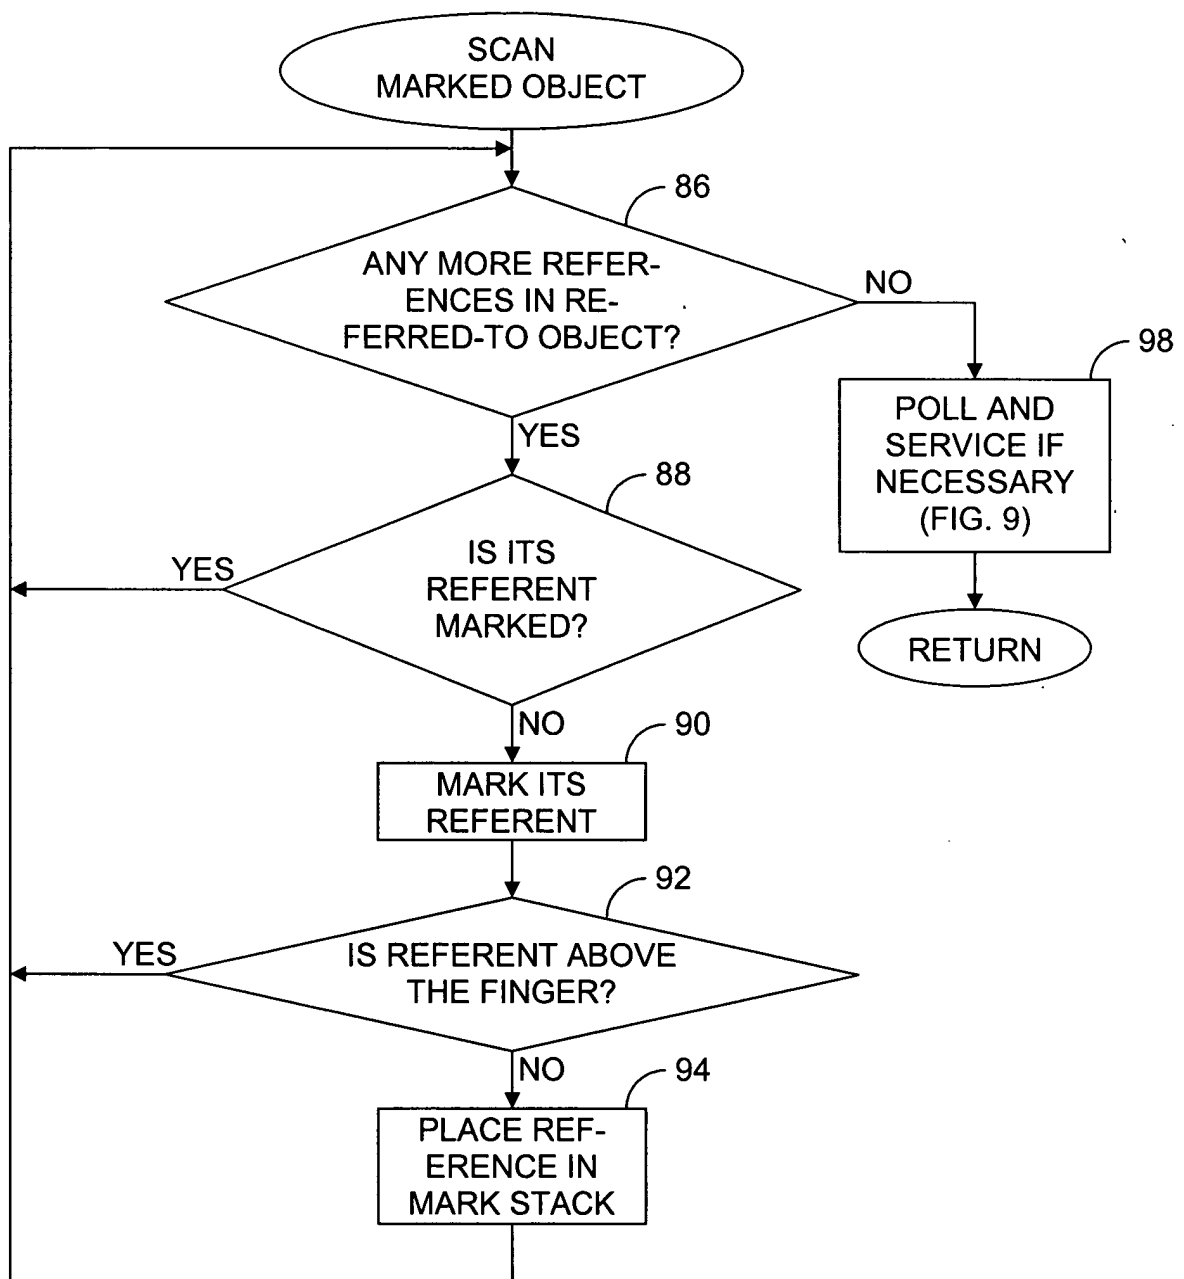 SCAN
MARKED OBJECT
86
ANY MORE REFER-
ENCES IN RE-
FERRED-TO OBJECT?
NO
98
POLL AND
SERVICE IF
NECESSARY
(FIG. 9)
RETURN
YES
88
IS ITS
REFERENT
MARKED?
YES
NO
90
MARK ITS
REFERENT
92
IS REFERENT ABOVE
THE FINGER?
YES
NO
94
PLACE REF-
ERENCE IN
MARK STACK